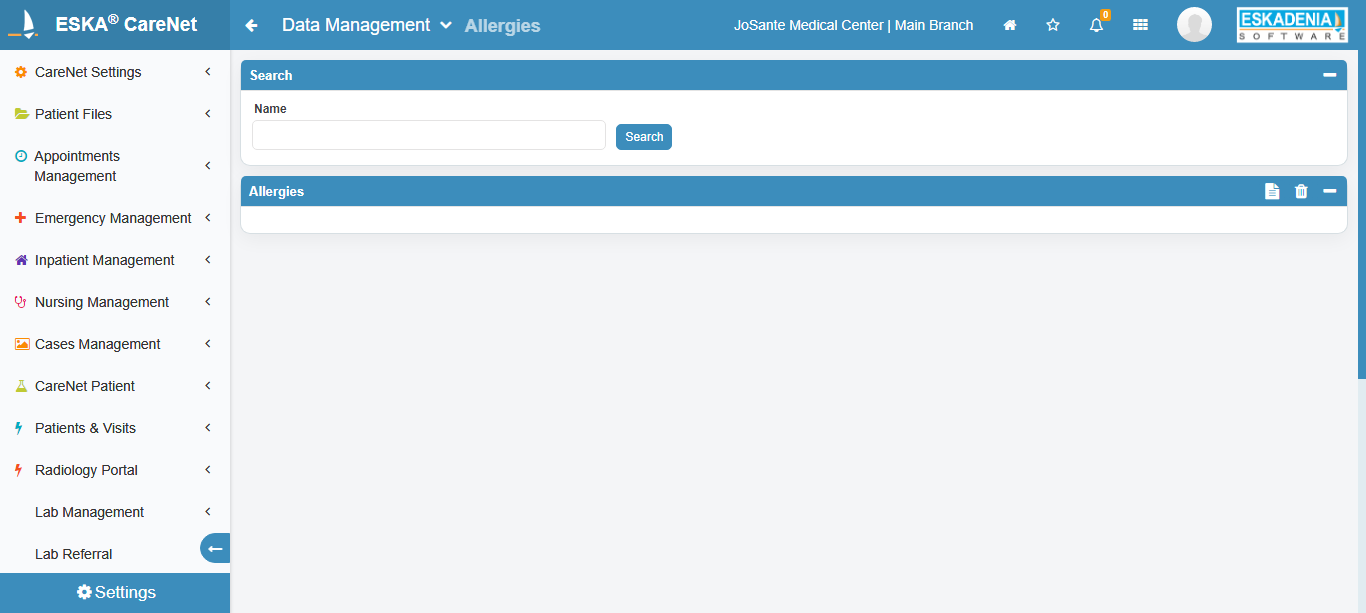 ESKA® CareNet
Data Management Allergies
JoSante Medical Center | Main Branch
0
ESKADENIA
SOFTWARE
CareNet Settings
Patient Files
Appointments
Management
Emergency Management
Inpatient Management
Nursing Management
Cases Management
CareNet Patient
Patients & Visits
Radiology Portal
Lab Management
Lab Referral
Settings
Search
Name
Search
Allergies